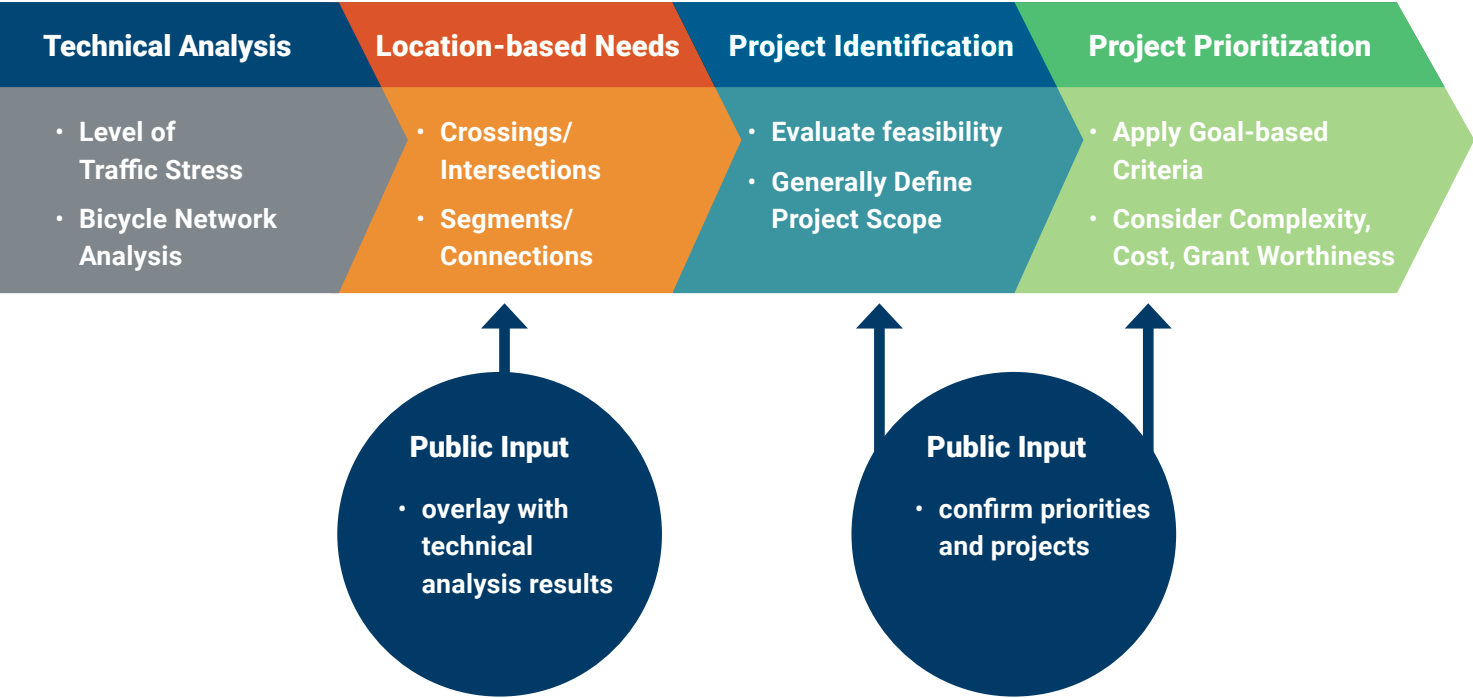 Technical Analysis
• Level of
Traffic Stress
• Bicycle Network
Analysis
Location-based Needs
• Crossings/
Intersections
• Segments/
Connections
Project Identification
• Evaluate feasibility
• Generally Define
Project Scope
Project Prioritization
• Apply Goal-based
Criteria
• Consider Complexity,
Cost, Grant Worthiness
Public Input
• overlay with
technical
analysis results
Public Input
• confirm priorities
and projects